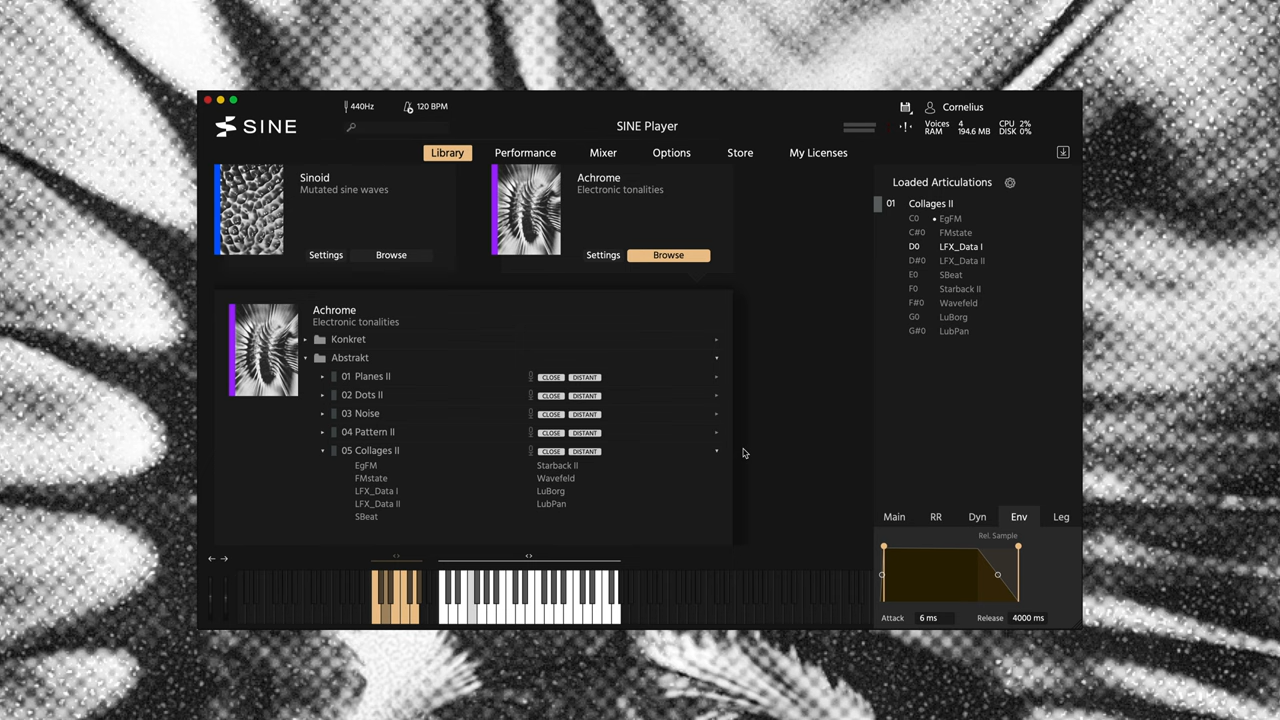 440Hz
120 BPM
Cornelius
SINE
SINE Player
Voices 4 CPU 2%
RAM 194.6 MB DISK 0%
Library Performance Mixer Options Store My Licenses
Sinoid
Mutated sine waves
Settings Browse
Achrome
Electronic tonalities
Settings Browse
Achrome
Electronic tonalities
Konkret
Abstrakt
01 Planes II CLOSE DISTANT
02 Dots II CLOSE DISTANT
03 Noise CLOSE DISTANT
04 Pattern II CLOSE DISTANT
05 Collages II CLOSE DISTANT
EgFM Starback II
FMstate Wavefeld
LFX_Data I LuBorg
LFX_Data II LubPan
SBeat
Loaded Articulations
01 Collages II
C0 EgFM
C#0 FMstate
D0 LFX_Data I
D#0 LFX_Data II
E0 SBeat
F0 Starback II
F#0 Wavefeld
G0 LuBorg
G#0 LubPan
Main RR Dyn Env Leg
Rel. Sample
Attack 6 ms Release 4000 ms